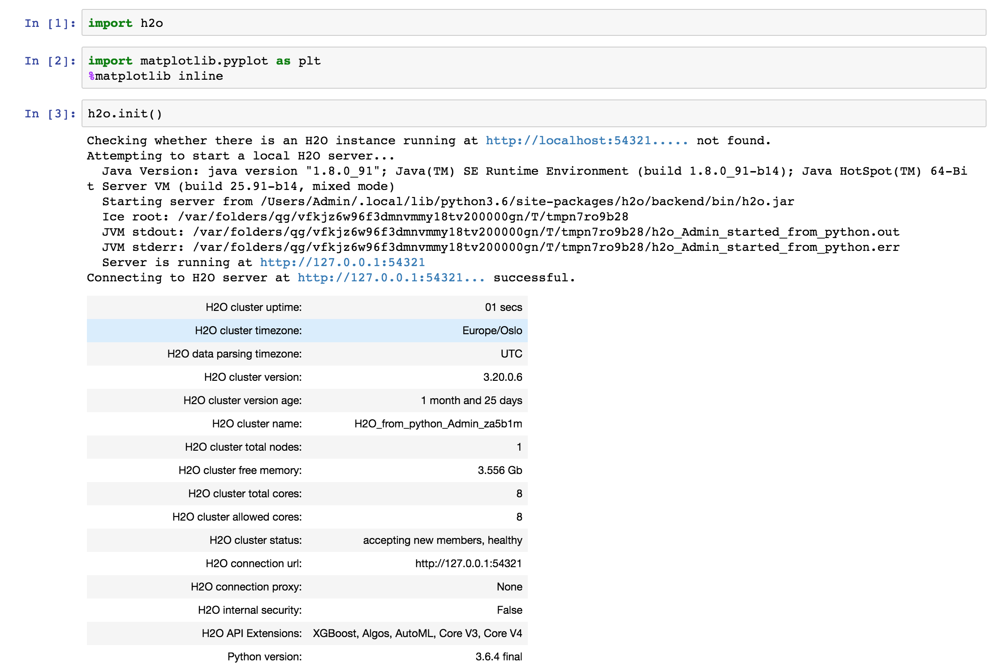 In [1]: import h2o
In [2]: import matplotlib.pyplot as plt
%matplotlib inline
In [3]: h2o.init()
Checking whether there is an H2O instance running at http://localhost:54321..... not found.
Attempting to start a local H2O server...
Java Version: java version "1.8.0_91"; Java(TM) SE Runtime Environment (build 1.8.0_91-b14); Java HotSpot(TM) 64-Bi
t Server VM (build 25.91-b14, mixed mode)
Starting server from /Users/Admin/.local/lib/python3.6/site-packages/h2o/backend/bin/h2o.jar
Ice root: /var/folders/qg/vfkjz6w96f3dmnvmmy18tv200000gn/T/tmpn7ro9b28
JVM stdout: /var/folders/qg/vfkjz6w96f3dmnvmmy18tv200000gn/T/tmpn7ro9b28/h2o_Admin_started_from_python.out
JVM stderr: /var/folders/qg/vfkjz6w96f3dmnvmmy18tv200000gn/T/tmpn7ro9b28/h2o_Admin_started_from_python.err
Server is running at http://127.0.0.1:54321
Connecting to H2O server at http://127.0.0.1:54321... successful.
H2O cluster uptime: 01 secs
H2O cluster timezone: Europe/Oslo
H2O data parsing timezone: UTC
H2O cluster version: 3.20.0.6
H2O cluster version age: 1 month and 25 days
H2O cluster name: H2O_from_python_Admin_za5b1m
H2O cluster total nodes: 1
H2O cluster free memory: 3.556 Gb
H2O cluster total cores: 8
H2O cluster allowed cores: 8
H2O cluster status: accepting new members, healthy
H2O connection url: http://127.0.0.1:54321
H2O connection proxy: None
H2O internal security: False
H2O API Extensions: XGBoost, Algos, AutoML, Core V3, Core V4
Python version: 3.6.4 final